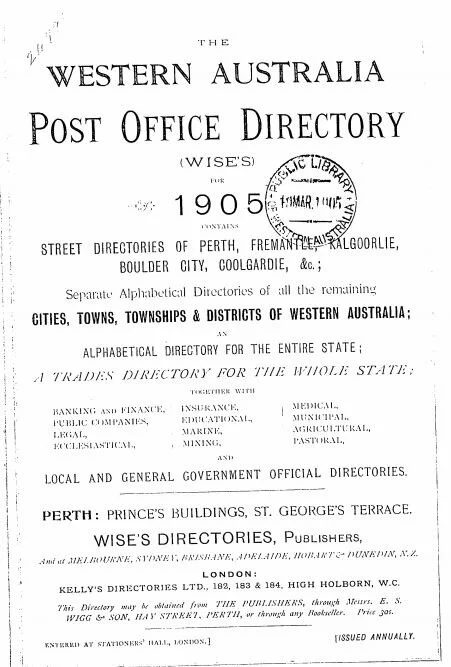 THE
WESTERN AUSTRALIA
POST OFFICE DIRECTORY
(WISE'S)
FOR
1905
PUBLIC LIBRARY
MAR. 1905
OF WESTERN AUSTRALIA
CONTAINS
STREET DIRECTORIES OF PERTH, FREMANTLE, KALGOORLIE,
BOULDER CITY, COOLGARDIE, &c.;
Separate Alphabetical Directories of all the remaining
CITIES, TOWNS, TOWNSHIPS & DISTRICTS OF WESTERN AUSTRALIA;
AN
ALPHABETICAL DIRECTORY FOR THE ENTIRE STATE;
A TRADES DIRECTORY FOR THE WHOLE STATE;
TOGETHER WITH
BANKING AND FINANCE, INSURANCE, MEDICAL,
PUBLIC COMPANIES, EDUCATIONAL, MUNICIPAL,
LEGAL, MARINE, AGRICULTURAL,
ECCLESIASTICAL, MINING, PASTORAL,
AND
LOCAL AND GENERAL GOVERNMENT OFFICIAL DIRECTORIES.
PERTH: PRINCE'S BUILDINGS, ST. GEORGE'S TERRACE.
WISE'S DIRECTORIES, PUBLISHERS,
And at MELBOURNE, SYDNEY, BRISBANE, ADELAIDE, HOBART & DUNEDIN, N.Z.
LONDON:
KELLY'S DIRECTORIES LTD., 182, 183 & 184, HIGH HOLBORN, W.C.
This Directory may be obtained from THE PUBLISHERS, through Messrs. E. S.
WIGG & SON, HAY STREET, PERTH, or through any Bookseller. Price 30s.
ENTERED AT STATIONERS' HALL, LONDON.] [ISSUED ANNUALLY.